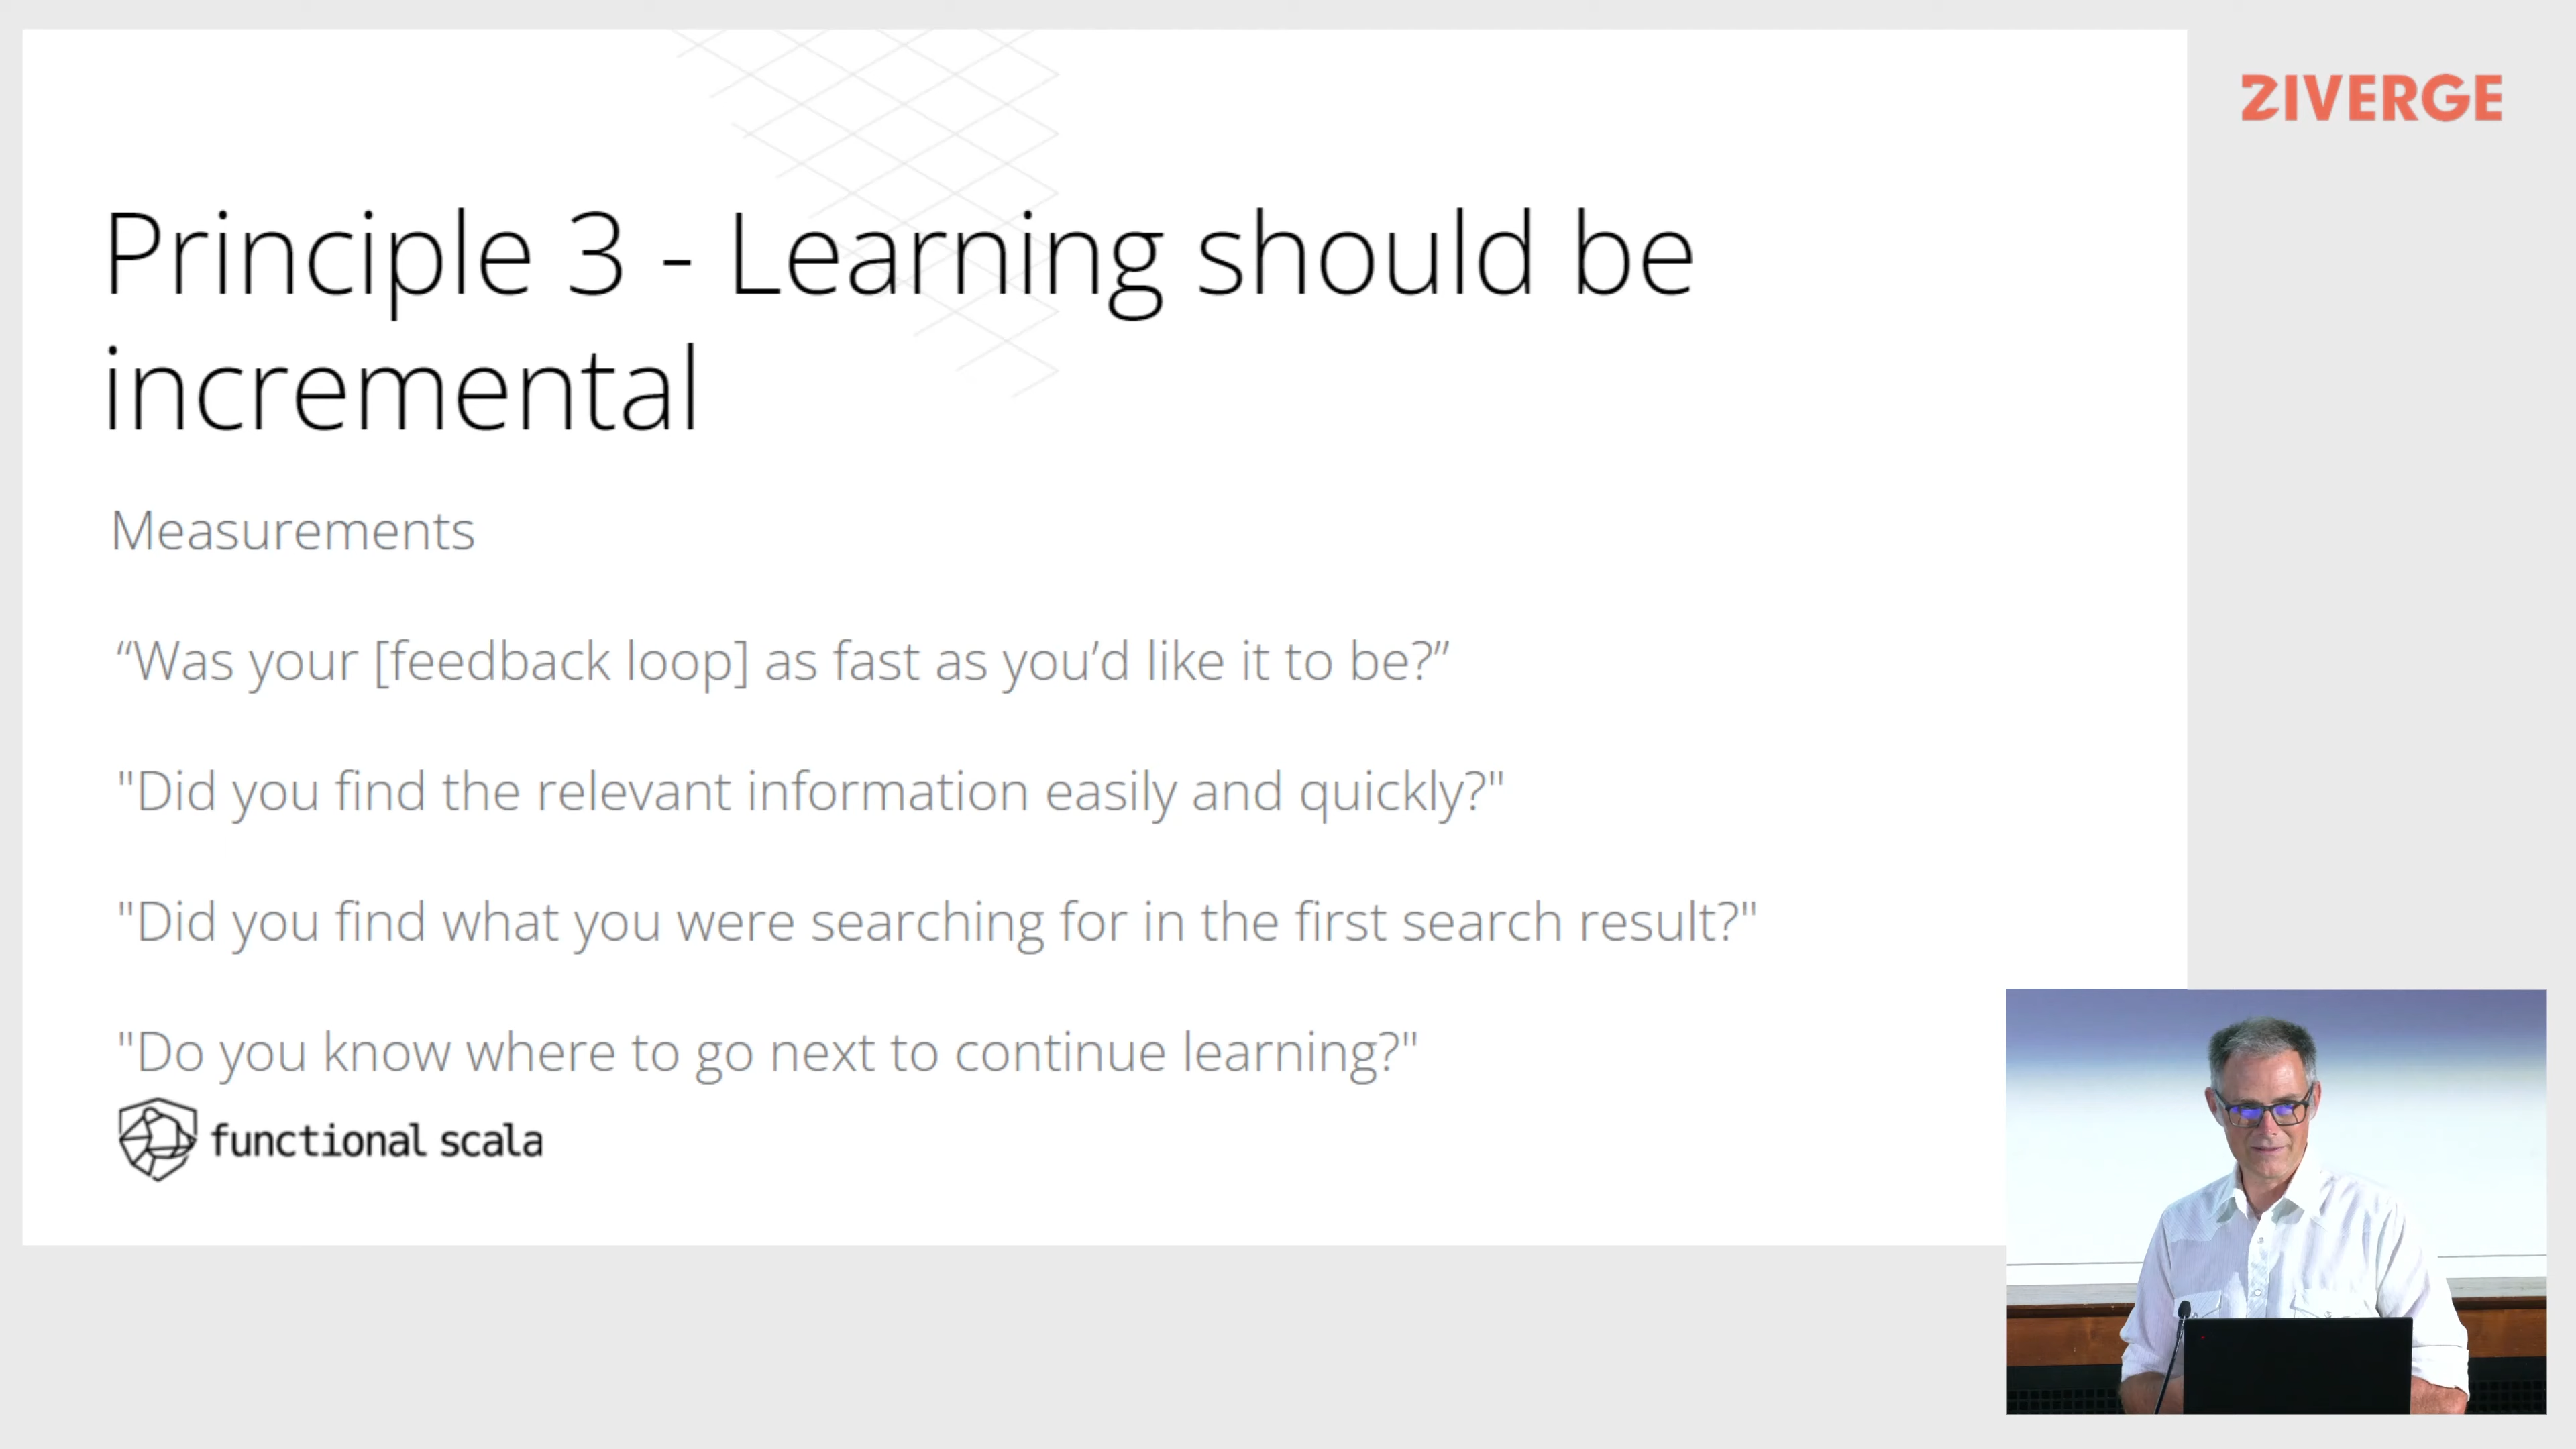 ZIVERGE
Principle 3 - Learning should be
incremental
Measurements
“Was your [feedback loop] as fast as you’d like it to be?”
"Did you find the relevant information easily and quickly?"
"Did you find what you were searching for in the first search result?"
"Do you know where to go next to continue learning?"
functional scala